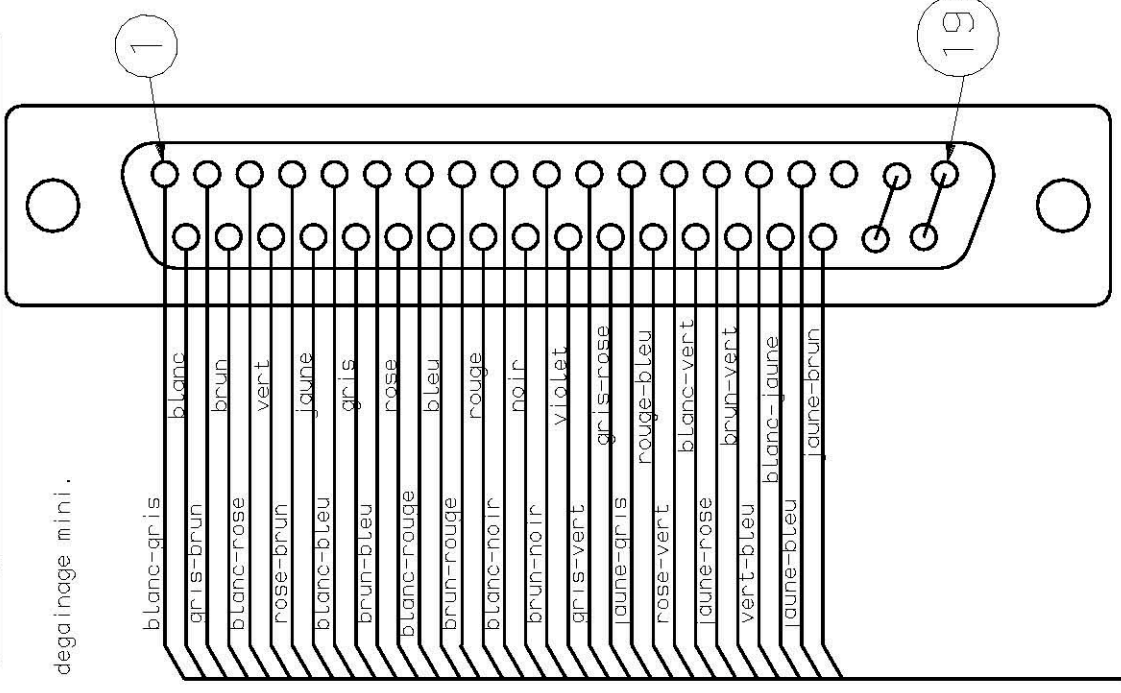 1
19
degainage mini.
blanc
brun
vert
jaune
gris
rose
bleu
rouge
noir
violet
gris-rose
rouge-bleu
blanc-vert
brun-vert
blanc-jaune
jaune-brun
blanc-gris
gris-brun
blanc-rose
rose-brun
blanc-bleu
brun-bleu
blanc-rouge
brun-rouge
blanc-noir
brun-noir
gris-vert
jaune-gris
rose-vert
jaune-rose
vert-bleu
jaune-bleu